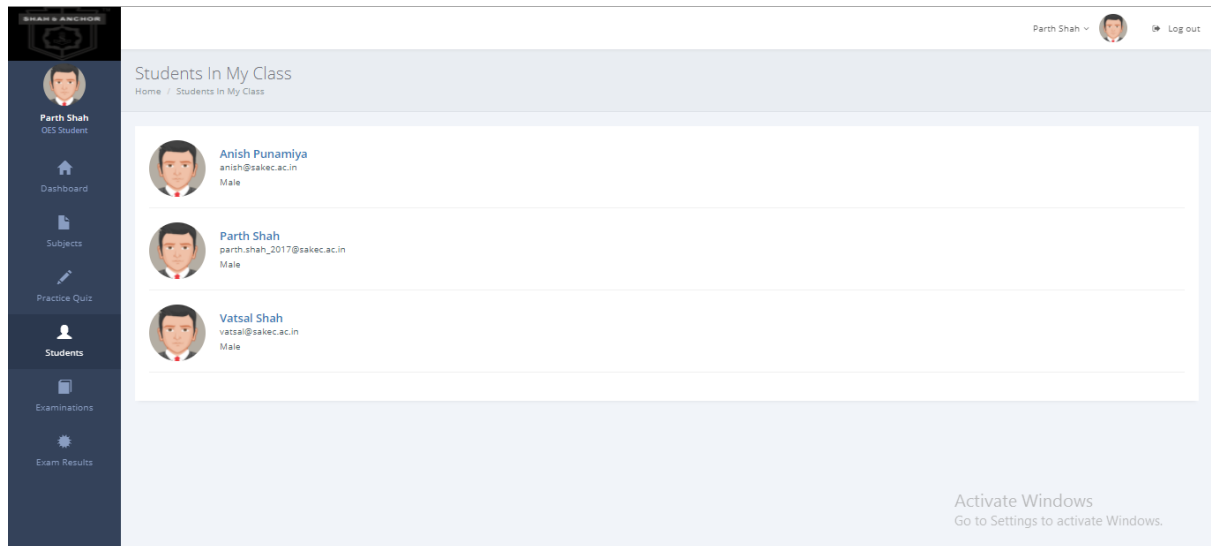 SHAH & ANCHOR
Parth Shah
Log out
Parth Shah
OES Student
Dashboard
Subjects
Practice Quiz
Students
Examinations
Exam Results
Students In My Class
Home / Students In My Class
Anish Punamiya
anish@sakec.ac.in
Male
Parth Shah
parth.shah_2017@sakec.ac.in
Male
Vatsal Shah
vatsal@sakec.ac.in
Male
Activate Windows
Go to Settings to activate Windows.